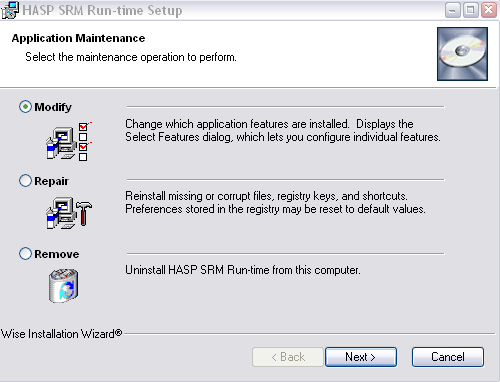 HASP SRM Run-time Setup
Application Maintenance
Select the maintenance operation to perform.
Modify
Change which application features are installed.  Displays the
Select Features dialog, which lets you configure individual features.
Repair
Reinstall missing or corrupt files, registry keys, and shortcuts.
Preferences stored in the registry may be reset to default values.
Remove
Uninstall HASP SRM Run-time from this computer.
Wise Installation Wizard®
< Back
Next >
Cancel